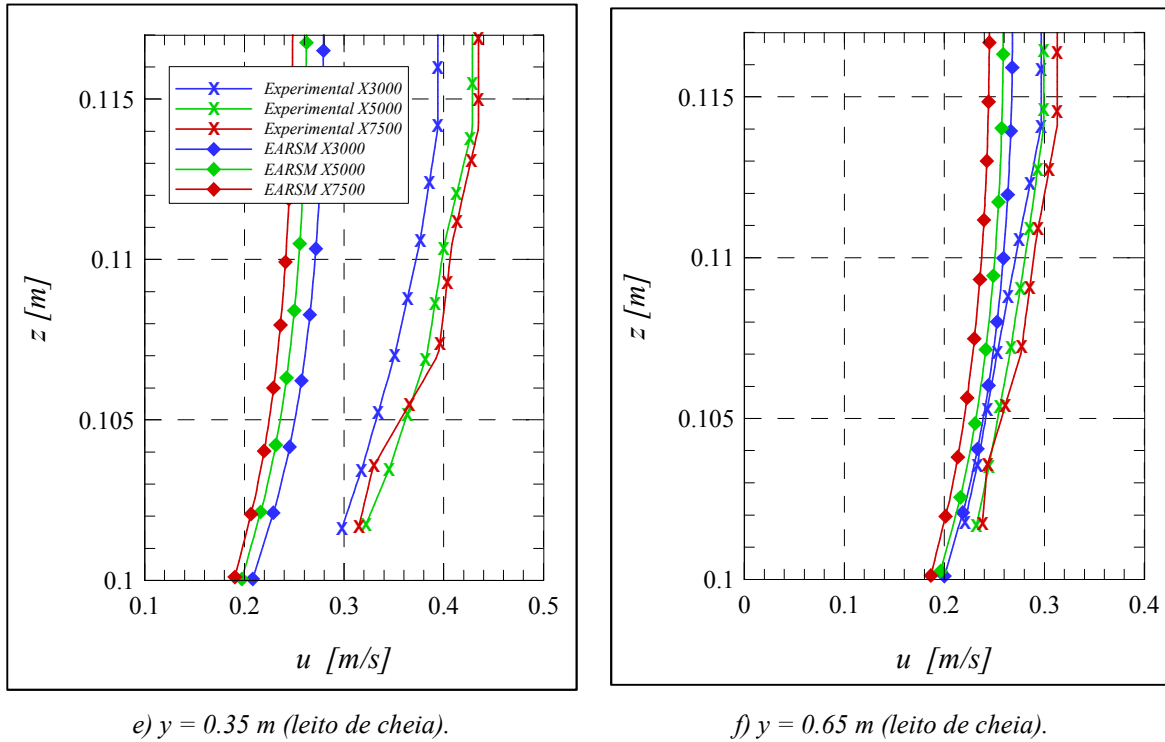 0.115
0.11
0.105
0.1
z [m]
Experimental X3000
Experimental X5000
Experimental X7500
EARSM X3000
EARSM X5000
EARSM X7500
0.1 0.2 0.3 0.4 0.5
u [m/s]
e) y = 0.35 m (leito de cheia).
0.115
0.11
0.105
0.1
z [m]
0 0.1 0.2 0.3 0.4
u [m/s]
f) y = 0.65 m (leito de cheia).